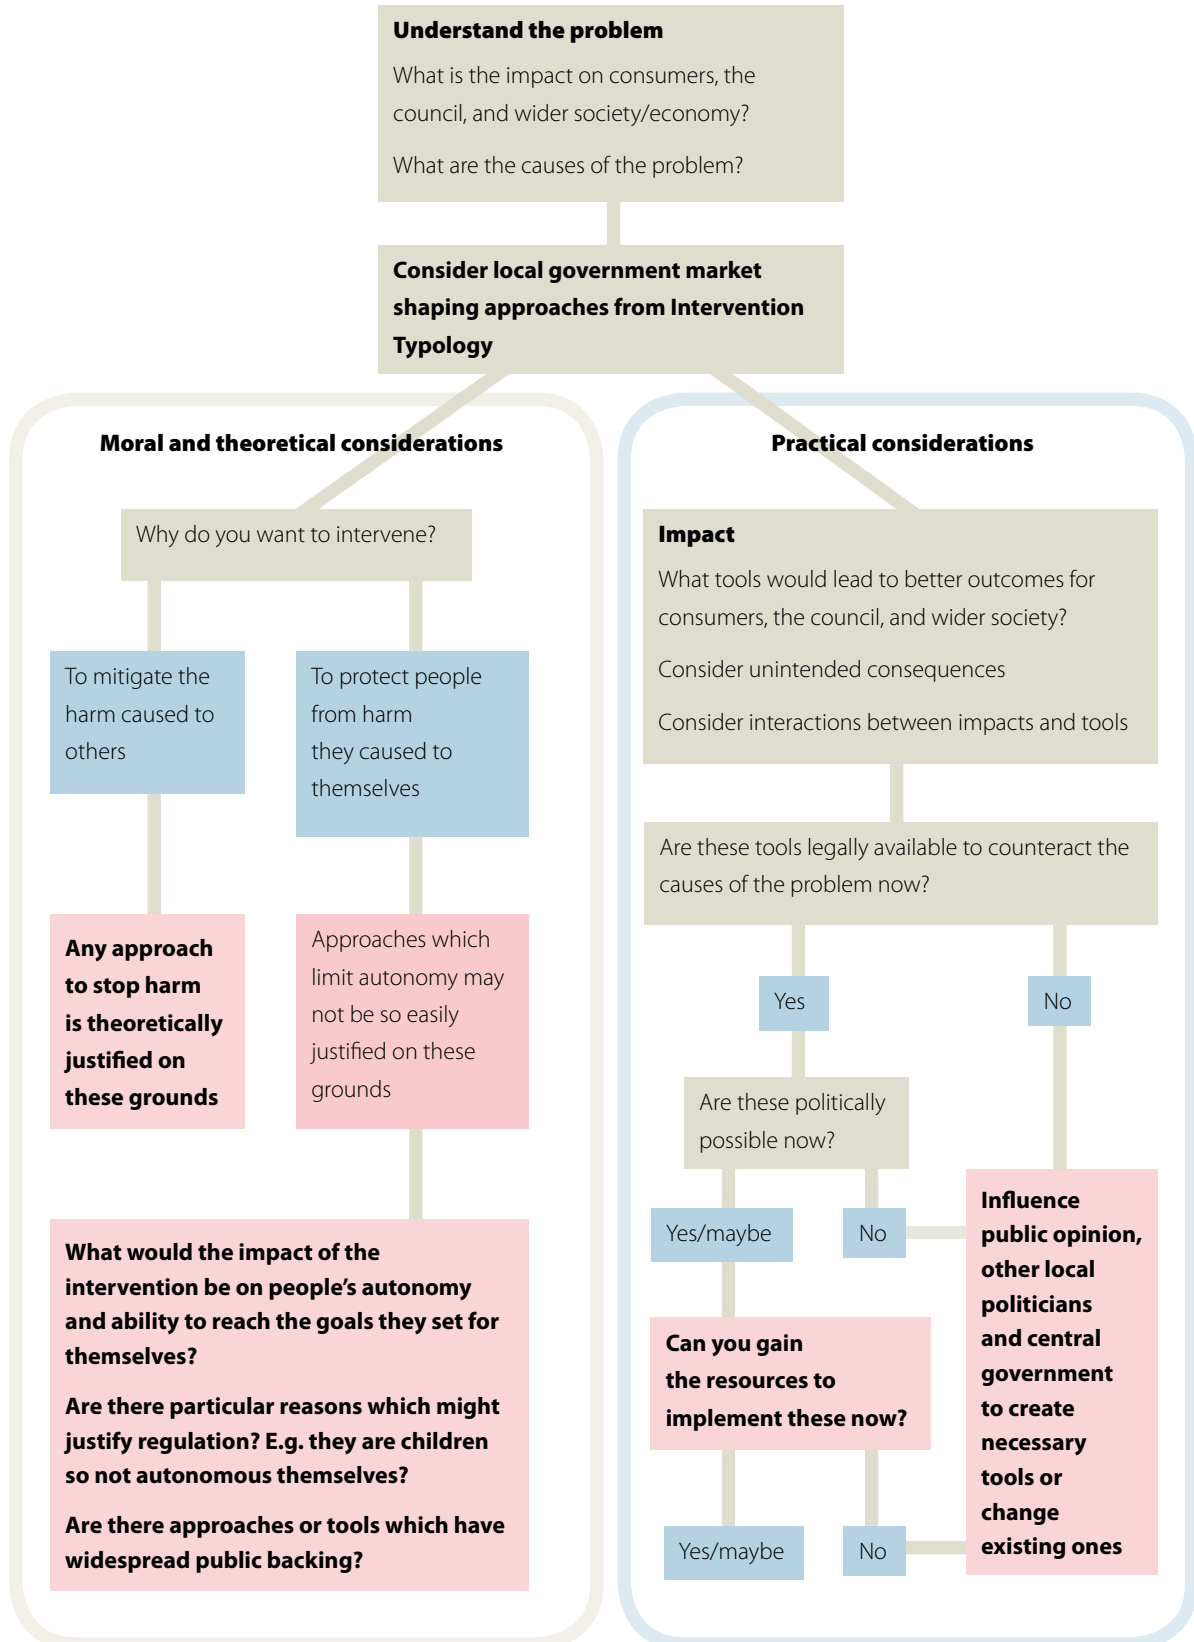 Understand the problem
What is the impact on consumers, the
council, and wider society/economy?
What are the causes of the problem?
Consider local government market
shaping approaches from Intervention
Typology
Moral and theoretical considerations
Why do you want to intervene?
To mitigate the
harm caused to
others
To protect people
from harm
they caused to
themselves
Any approach
to stop harm
is theoretically
justified on
these grounds
Approaches which
limit autonomy may
not be so easily
justified on these
grounds
What would the impact of the
intervention be on people’s autonomy
and ability to reach the goals they set for
themselves?
Are there particular reasons which might
justify regulation? E.g. they are children
so not autonomous themselves?
Are there approaches or tools which have
widespread public backing?
Practical considerations
Impact
What tools would lead to better outcomes for
consumers, the council, and wider society?
Consider unintended consequences
Consider interactions between impacts and tools
Are these tools legally available to counteract the
causes of the problem now?
Yes
No
Are these politically
possible now?
Yes/maybe
No
Can you gain
the resources to
implement these now?
Yes/maybe
No
Influence
public opinion,
other local
politicians
and central
government
to create
necessary
tools or
change
existing ones